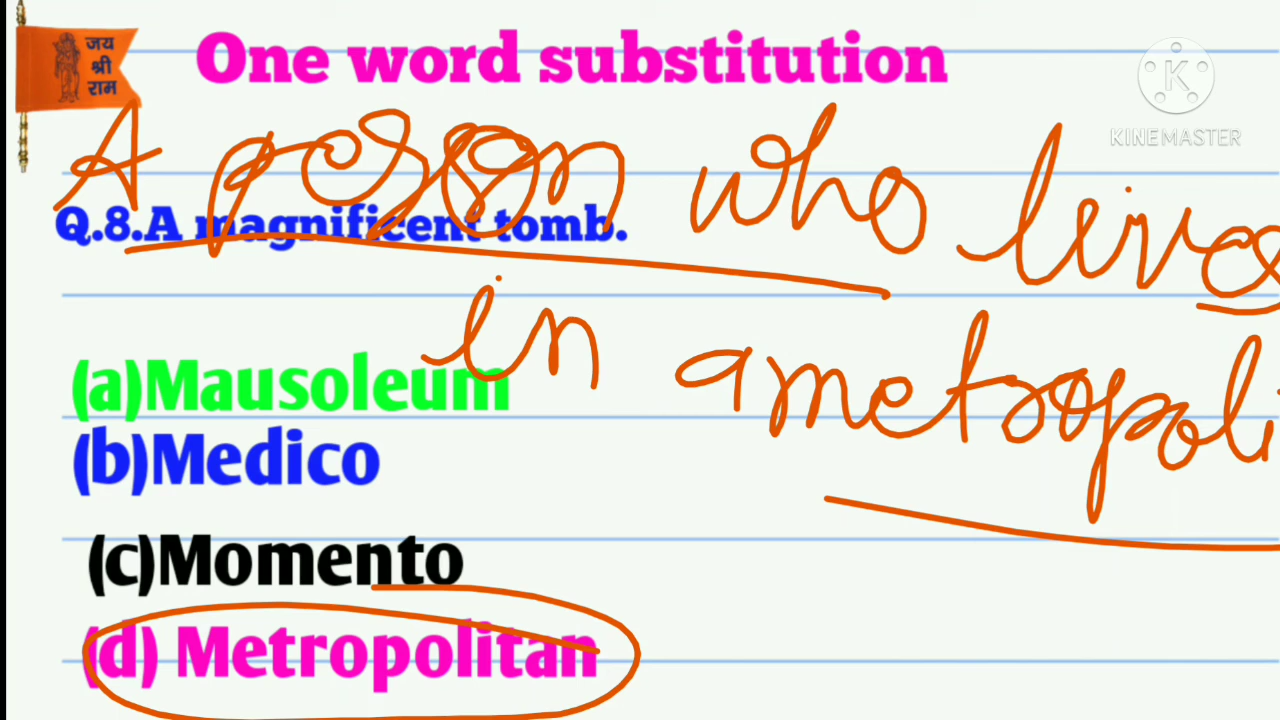 जय
श्री
राम
One word substitution
KINEMASTER
A person who lives
Q.8.A magnificent tomb.
in a metropoli
(a)Mausoleum
(b)Medico
(c)Momento
(d) Metropolitan